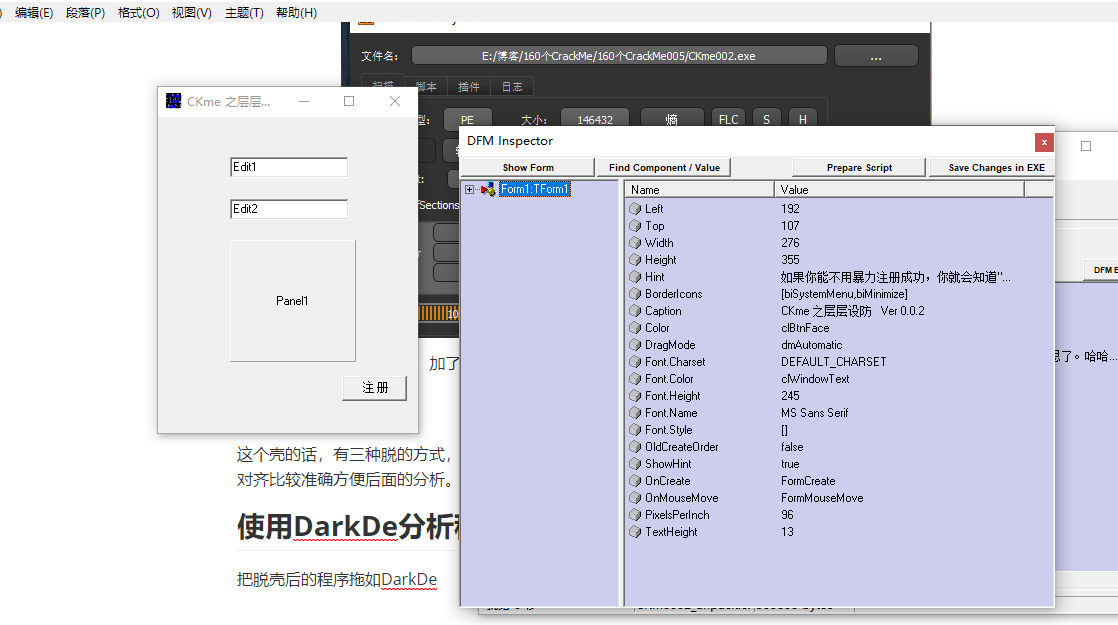 编辑(E) 段落(P) 格式(O) 视图(V) 主题(T) 帮助(H)
文件名: E:/博客/160个CrackMe/160个CrackMe005/CKme002.exe ...
脚本 插件 日志
型: PE 大小: 146432 熵 FLC S H
CKme 之层层...
Edit1
Edit2
Panel1
注 册
fSections
10
DFM Inspector
Show Form Find Component / Value Prepare Script Save Changes in EXE
Form1:TForm1
Name Value
Left 192
Top 107
Width 276
Height 355
Hint 如果你能不用暴力注册成功，你就会知道"...
BorderIcons [biSystemMenu,biMinimize]
Caption CKme 之层层设防 Ver 0.0.2
Color clBtnFace
DragMode dmAutomatic
Font.Charset DEFAULT_CHARSET
Font.Color clWindowText
Font.Height 245
Font.Name MS Sans Serif
Font.Style []
OldCreateOrder false
ShowHint true
OnCreate FormCreate
OnMouseMove FormMouseMove
PixelsPerInch 96
TextHeight 13
DFM E
思了。哈哈...
加了
这个壳的话，有三种脱的方式，
对齐比较准确方便后面的分析。
使用DarkDe分析
把脱壳后的程序拖如DarkDe